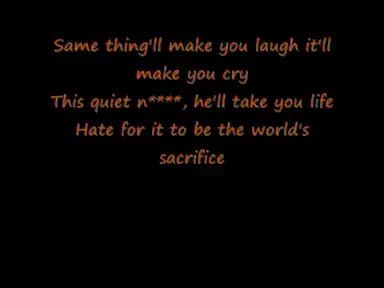 Same thing'll make you laugh it'll
make you cry
This quiet n****, he'll take you life
Hate for it to be the world's
sacrifice